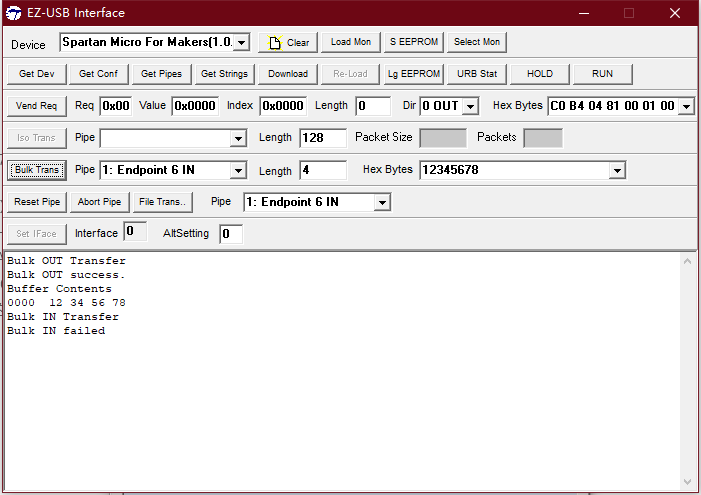 EZ-USB Interface
Device Spartan Micro For Makers(1.0. Clear Load Mon S EEPROM Select Mon
Get Dev Get Conf Get Pipes Get Strings Download Re-Load Lg EEPROM URB Stat HOLD RUN
Vend Req Req 0x00 Value 0x0000 Index 0x0000 Length 0 Dir 0 OUT Hex Bytes C0 B4 04 81 00 01 00
Iso Trans Pipe Length 128 Packet Size Packets
Bulk Trans Pipe 1: Endpoint 6 IN Length 4 Hex Bytes 12345678
Reset Pipe Abort Pipe File Trans.. Pipe 1: Endpoint 6 IN
Set IFace Interface 0 AltSetting 0
Bulk OUT Transfer
Bulk OUT success.
Buffer Contents
0000 12 34 56 78
Bulk IN Transfer
Bulk IN failed